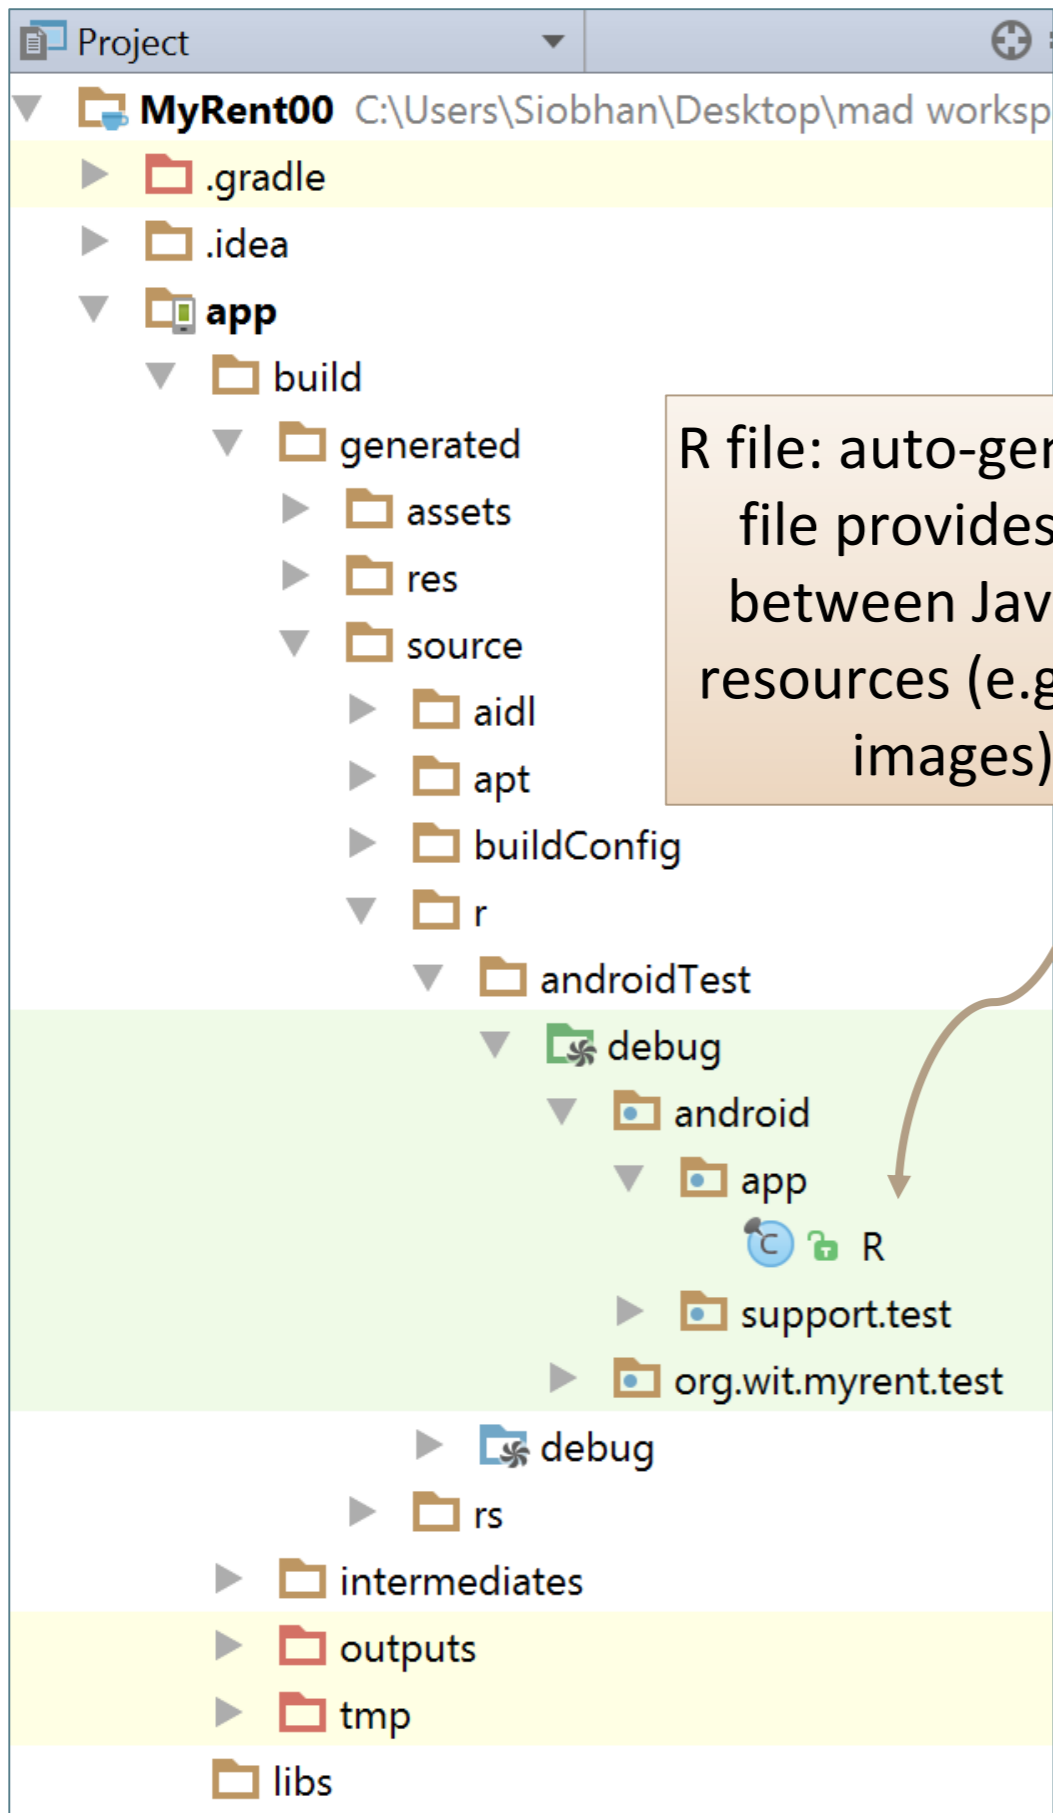 Project
MyRent00 C:\Users\Siobhan\Desktop\mad worksp
.gradle
.idea
app
build
generated
assets
res
source
aidl
apt
buildConfig
r
androidTest
debug
android
app
R
support.test
org.wit.myrent.test
debug
rs
intermediates
outputs
tmp
libs
R file: auto-ger
file provides
between Jav
resources (e.g
images)